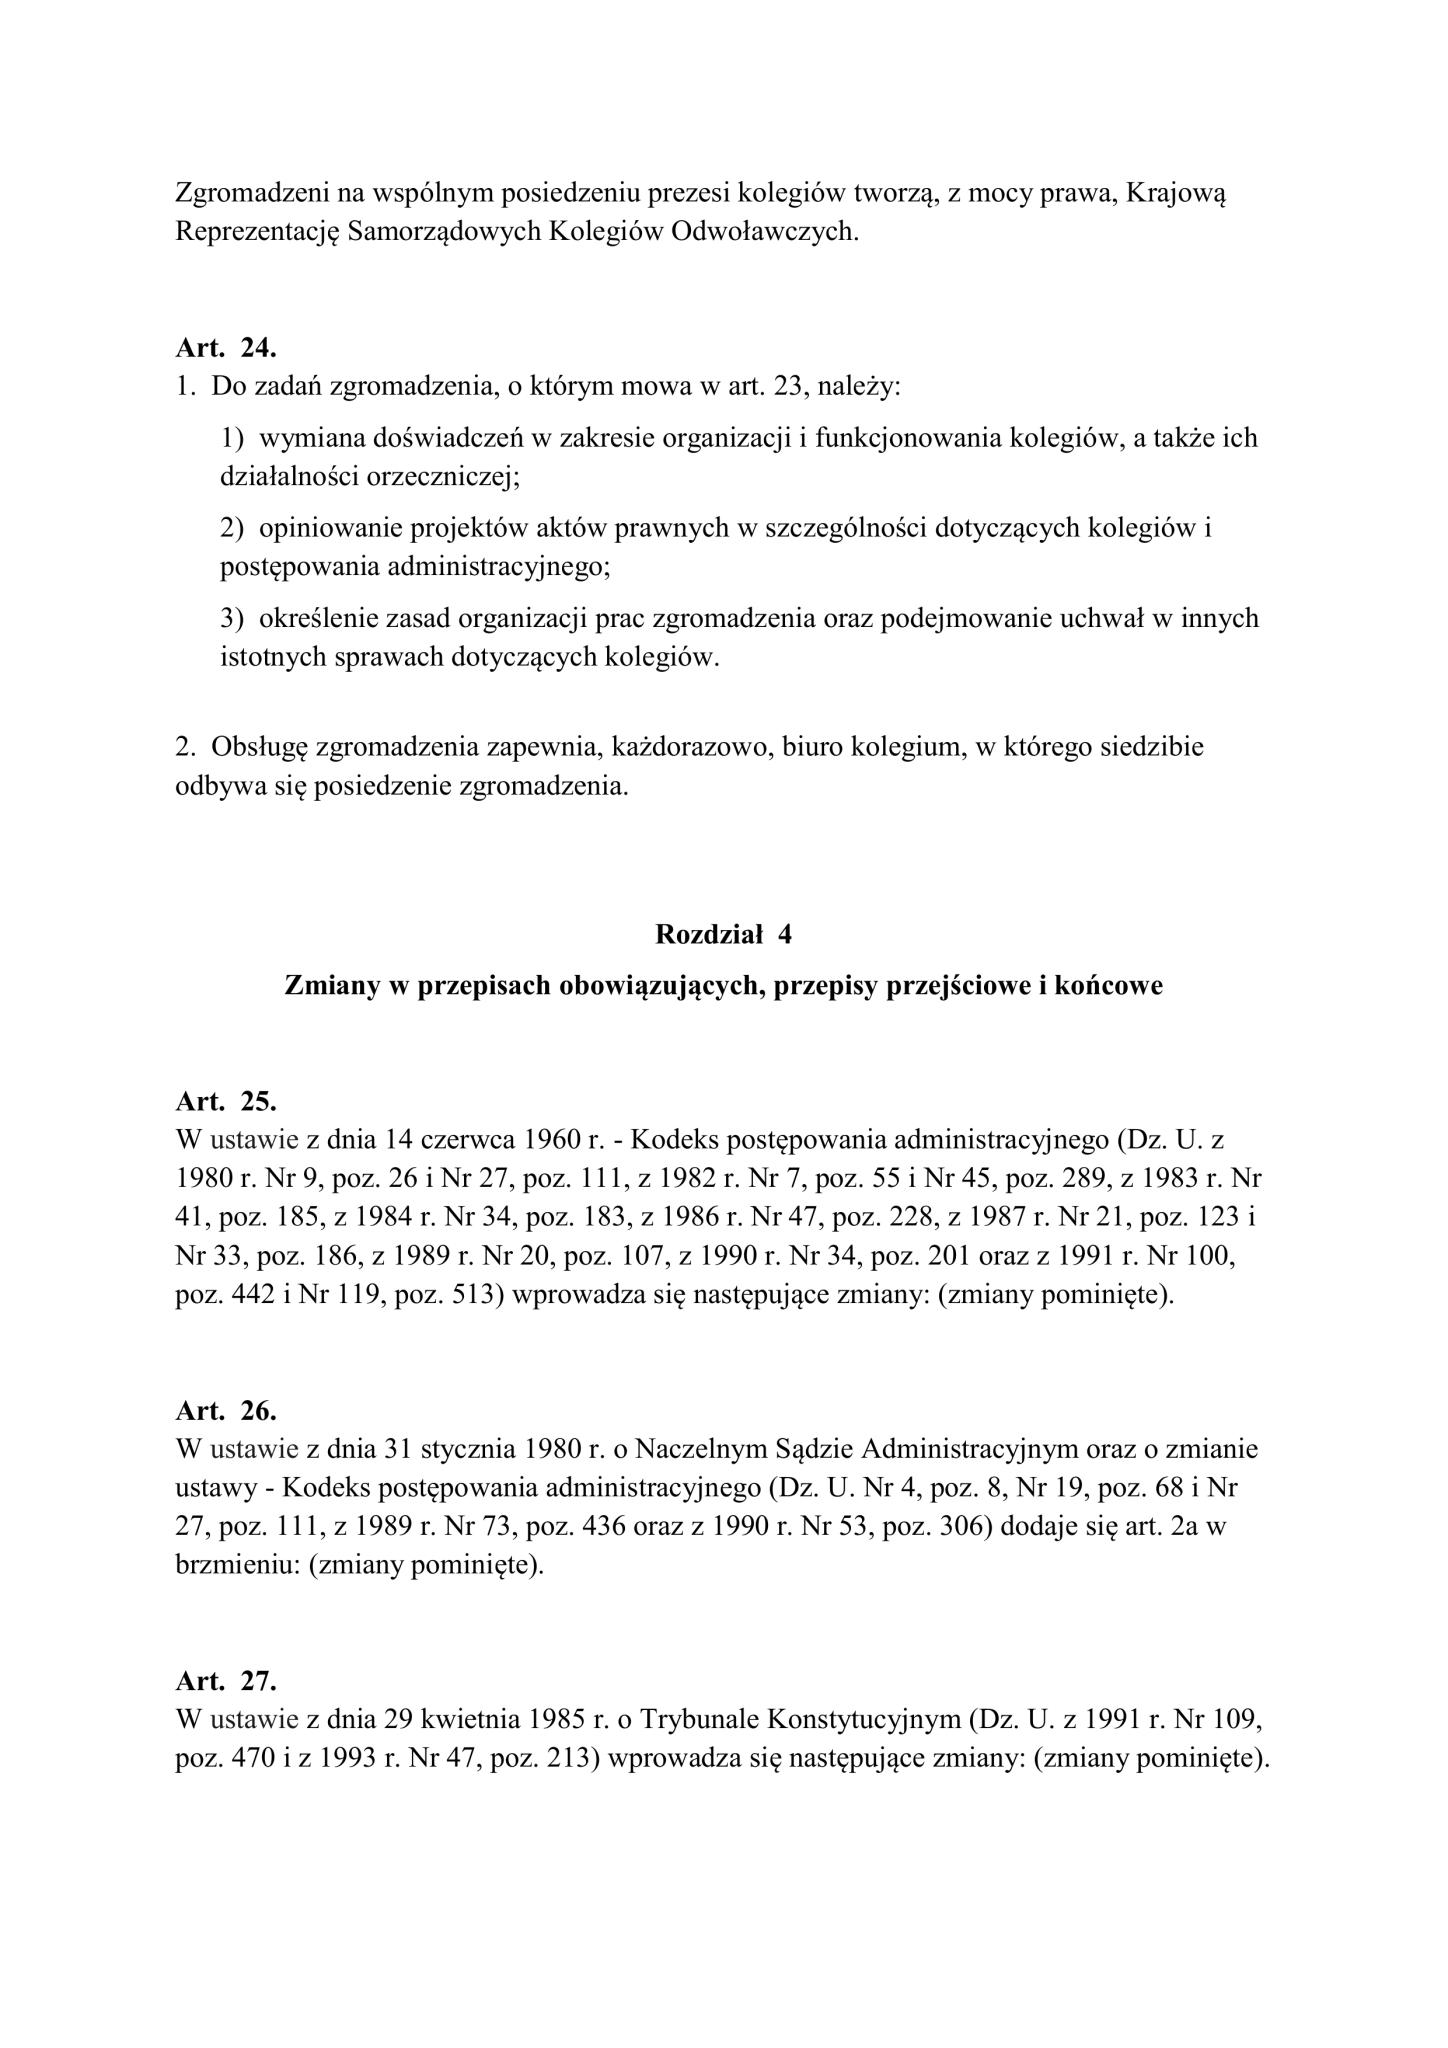 Zgromadzeni na wspólnym posiedzeniu prezesi kolegiów tworzą, z mocy prawa, Krajową
Reprezentację Samorządowych Kolegiów Odwoławczych.
Art. 24.
1. Do zadań zgromadzenia, o którym mowa w art. 23, należy:
1) wymiana doświadczeń w zakresie organizacji i funkcjonowania kolegiów, a także ich
działalności orzeczniczej;
2) opiniowanie projektów aktów prawnych w szczególności dotyczących kolegiów i
postępowania administracyjnego;
3) określenie zasad organizacji prac zgromadzenia oraz podejmowanie uchwał w innych
istotnych sprawach dotyczących kolegiów.
2. Obsługę zgromadzenia zapewnia, każdorazowo, biuro kolegium, w którego siedzibie
odbywa się posiedzenie zgromadzenia.
Rozdział 4
Zmiany w przepisach obowiązujących, przepisy przejściowe i końcowe
Art. 25.
W ustawie z dnia 14 czerwca 1960 r. - Kodeks postępowania administracyjnego (Dz. U. z
1980 r. Nr 9, poz. 26 i Nr 27, poz. 111, z 1982 r. Nr 7, poz. 55 i Nr 45, poz. 289, z 1983 r. Nr
41, poz. 185, z 1984 r. Nr 34, poz. 183, z 1986 r. Nr 47, poz. 228, z 1987 r. Nr 21, poz. 123 i
Nr 33, poz. 186, z 1989 r. Nr 20, poz. 107, z 1990 r. Nr 34, poz. 201 oraz z 1991 r. Nr 100,
poz. 442 i Nr 119, poz. 513) wprowadza się następujące zmiany: (zmiany pominięte).
Art. 26.
W ustawie z dnia 31 stycznia 1980 r. o Naczelnym Sądzie Administracyjnym oraz o zmianie
ustawy - Kodeks postępowania administracyjnego (Dz. U. Nr 4, poz. 8, Nr 19, poz. 68 i Nr
27, poz. 111, z 1989 r. Nr 73, poz. 436 oraz z 1990 r. Nr 53, poz. 306) dodaje się art. 2a w
brzmieniu: (zmiany pominięte).
Art. 27.
W ustawie z dnia 29 kwietnia 1985 r. o Trybunale Konstytucyjnym (Dz. U. z 1991 r. Nr 109,
poz. 470 i z 1993 r. Nr 47, poz. 213) wprowadza się następujące zmiany: (zmiany pominięte).